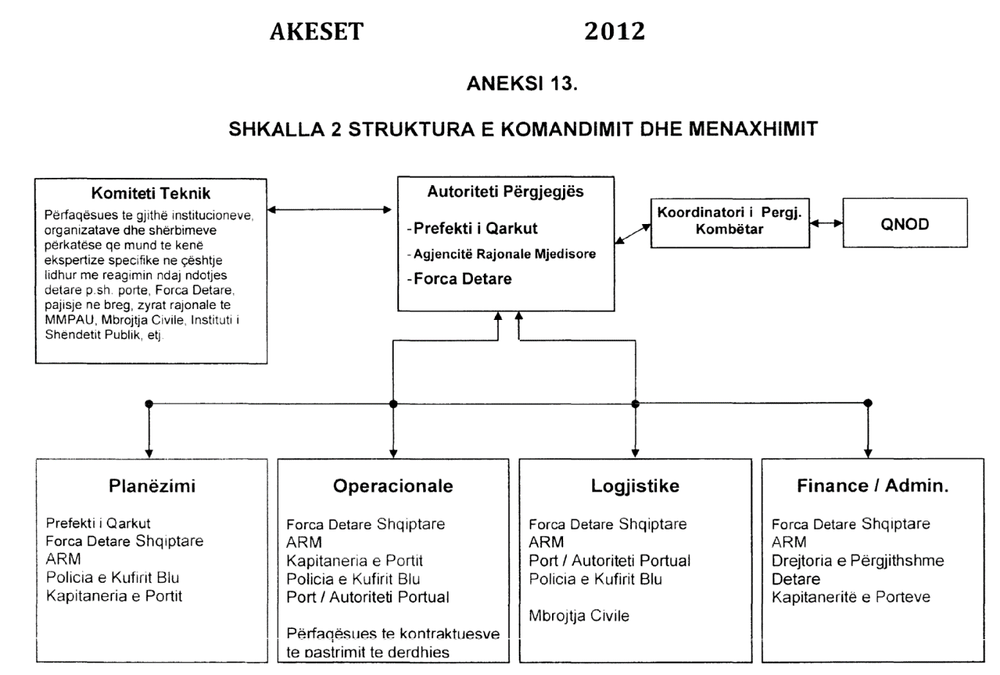 AKESET 2012
ANEKSI 13.
SHKALLA 2 STRUKTURA E KOMANDIMIT DHE MENAXHIMIT
Komiteti Teknik
Përfaqësues te gjithë institucioneve,
organizatave dhe shërbimeve
përkatëse qe mund te kenë
ekspertize specifike ne çështje
lidhur me reagimin ndaj ndotjes
detare p.sh. porte, Forca Detare,
pajisje ne breg, zyrat rajonale te
MMPAU, Mbrojtja Civile, Instituti i
Shëndetit Publik, etj.
Autoriteti Përgjegjës
-Prefekti i Qarkut
-Agjencitë Rajonale Mjedisore
-Forca Detare
Koordinatori i Pergj.
Kombëtar
QNOD
Planëzimi
Prefekti i Qarkut
Forca Detare Shqiptare
ARM
Policia e Kufirit Blu
Kapitaneria e Portit
Operacionale
Forca Detare Shqiptare
ARM
Kapitaneria e Portit
Policia e Kufirit Blu
Port / Autoriteti Portual
Përfaqësues te kontraktuesve
te pastrimit te derdhies
Logjistike
Forca Detare Shqiptare
ARM
Port / Autoriteti Portual
Policia e Kufirit Blu
Mbrojtja Civile
Finance / Admin.
Forca Detare Shqiptare
ARM
Drejtoria e Përgjithshme
Detare
Kapitaneritë e Porteve